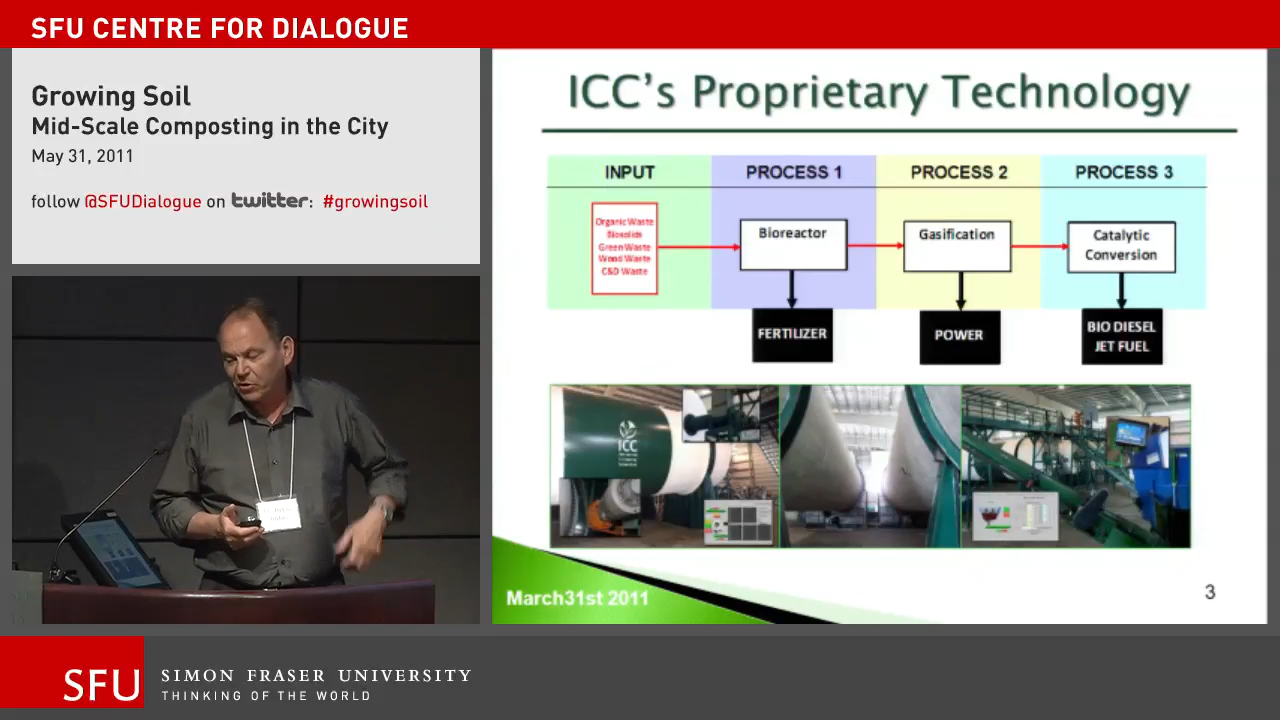 SFU CENTRE FOR DIALOGUE
Growing Soil
Mid-Scale Composting in the City
May 31, 2011
follow @SFUDialogue on twitter: #growingsoil
ICC's Proprietary Technology
INPUT
PROCESS 1
PROCESS 2
PROCESS 3
Organic Waste
Biosolids
Green Waste
Wood Waste
C&D Waste
Bioreactor
Gasification
Catalytic
Conversion
FERTILIZER
POWER
BIO DIESEL
JET FUEL
ICC
March31st 2011
3
SFU
SIMON FRASER UNIVERSITY
THINKING OF THE WORLD